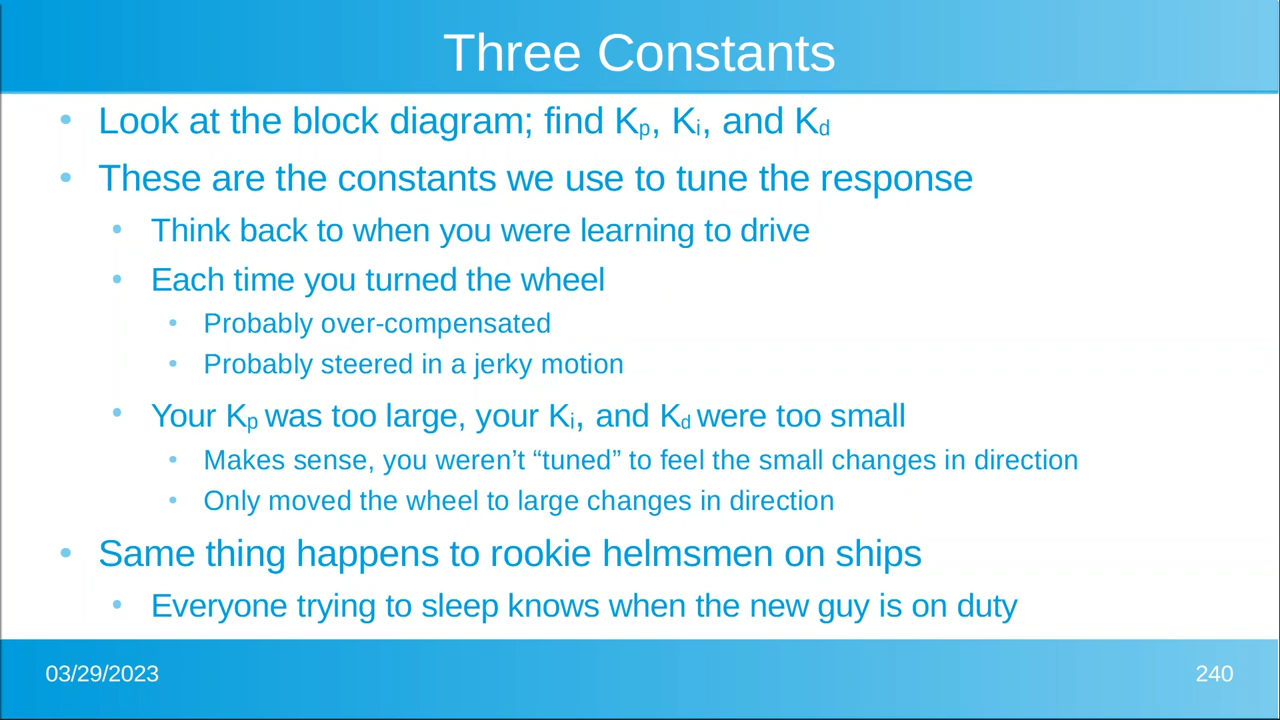 Three Constants
• Look at the block diagram; find Kp, Ki, and Kd
• These are the constants we use to tune the response
• Think back to when you were learning to drive
• Each time you turned the wheel
• Probably over-compensated
• Probably steered in a jerky motion
• Your Kp was too large, your Ki, and Kd were too small
• Makes sense, you weren’t “tuned” to feel the small changes in direction
• Only moved the wheel to large changes in direction
• Same thing happens to rookie helmsmen on ships
• Everyone trying to sleep knows when the new guy is on duty
03/29/2023
240